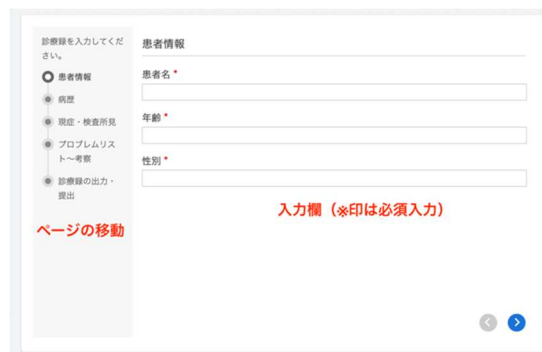 診療録を入力してくだ
さい。
患者情報
病歴
現症・検査所見
プロブレムリス
ト〜考察
診療録の出力・
提出
ページの移動
患者情報
患者名 *
年齢 *
性別 *
入力欄（※印は必須入力）